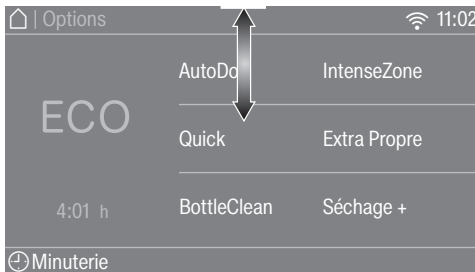 | Options 11:02
AutoDo
IntenseZone
ECO
Quick
Extra Propre
4:01 h
BottleClean
Séchage +
Minuterie